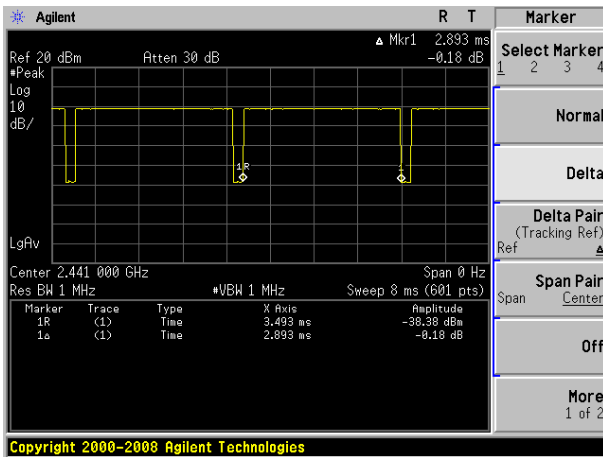 Agilent R T Marker
Δ Mkr1 2.893 ms
Ref 20 dBm Atten 30 dB -0.18 dB
#Peak
Log
10
dB/
1R
1
LgAv
Center 2.441 000 GHz Span 0 Hz
Res BW 1 MHz #VBW 1 MHz Sweep 8 ms (601 pts)
Marker Trace Type X Axis Amplitude
1R (1) Time 3.493 ms -38.38 dBm
1Δ (1) Time 2.893 ms -0.18 dB
Select Marker
1 2 3 4
Normal
Delta
Delta Pair
(Tracking Ref)
Ref Δ
Span Pair
Span Center
Off
More
1 of 2
Copyright 2000-2008 Agilent Technologies